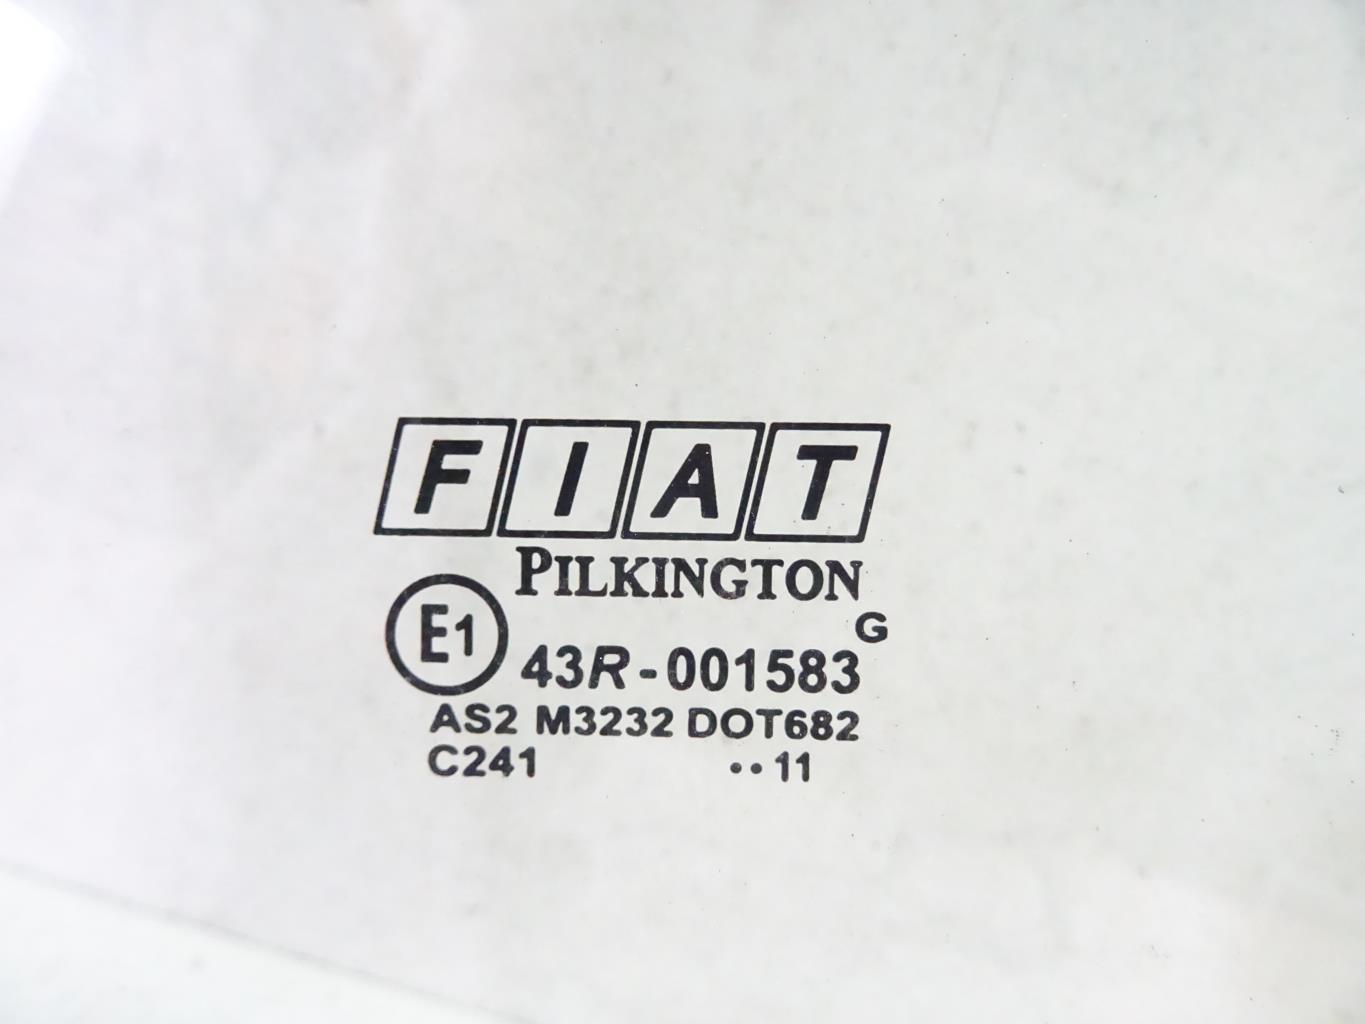 FIAT
PILKINGTON
G
E1 43R-001583
AS2 M3232 DOT682
C241 ··11